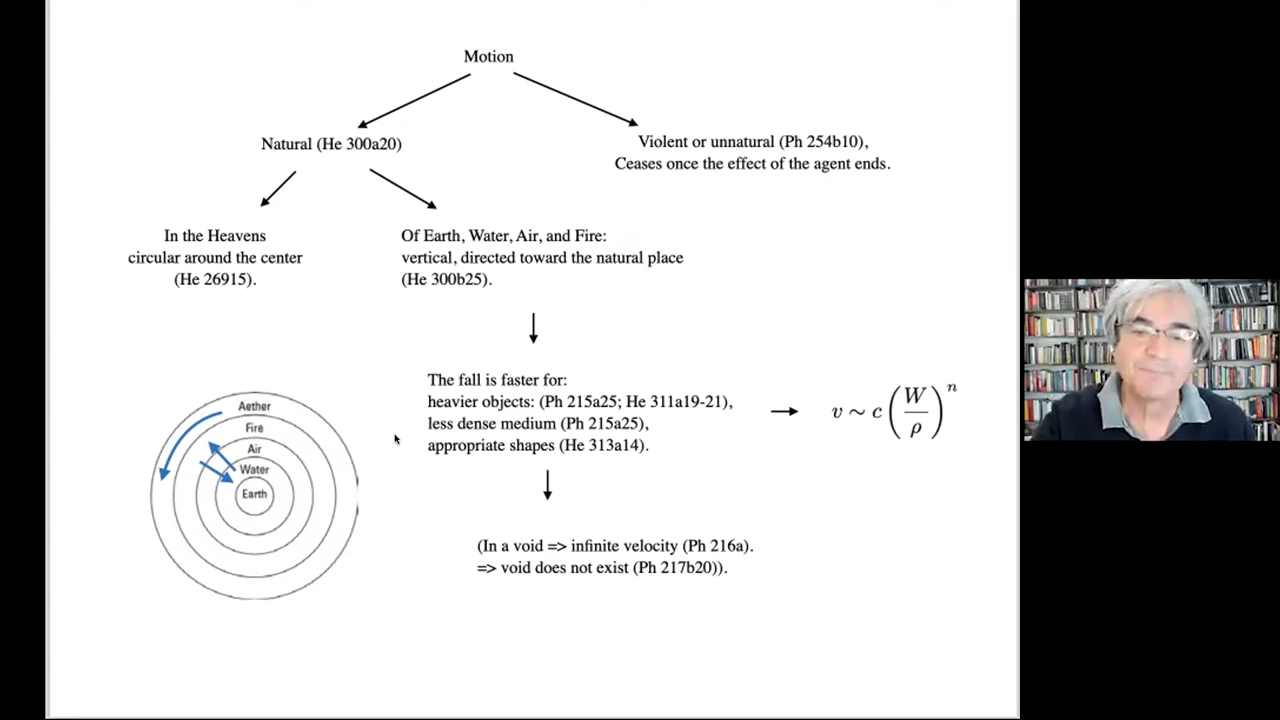 Motion
Natural (He 300a20)
Violent or unnatural (Ph 254b10),
Ceases once the effect of the agent ends.
In the Heavens
circular around the center
(He 26915).
Of Earth, Water, Air, and Fire:
vertical, directed toward the natural place
(He 300b25).
The fall is faster for:
heavier objects: (Ph 215a25; He 311a19-21),
less dense medium (Ph 215a25),
appropriate shapes (He 313a14).
v ∼ c (W/ρ)^n
Aether
Fire
Air
Water
Earth
(In a void => infinite velocity (Ph 216a).
=> void does not exist (Ph 217b20)).